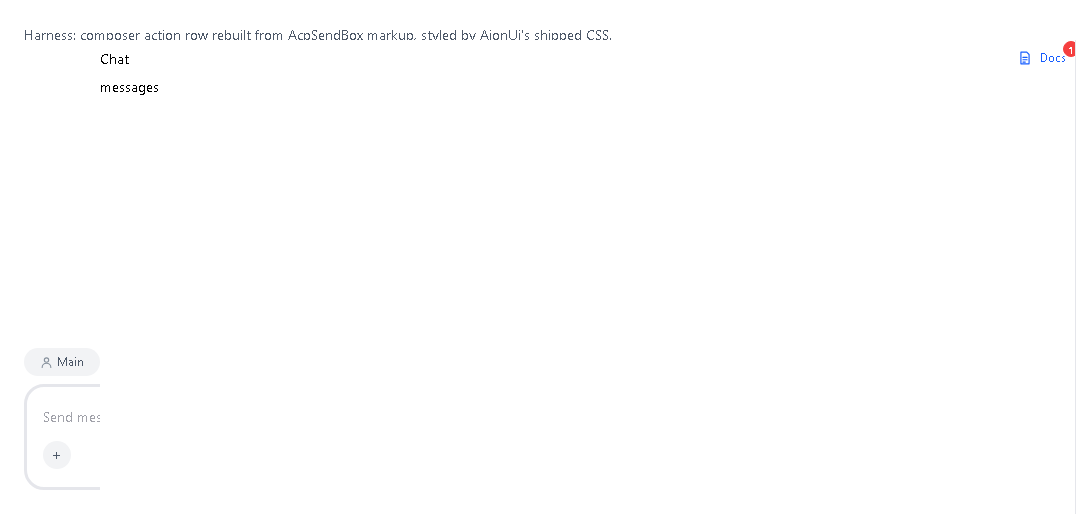 Harness: composer action row rebuilt from AcpSendBox markup, styled by AionUi's shipped CSS.
Chat
Docs
1
messages
Main
Send mes
+